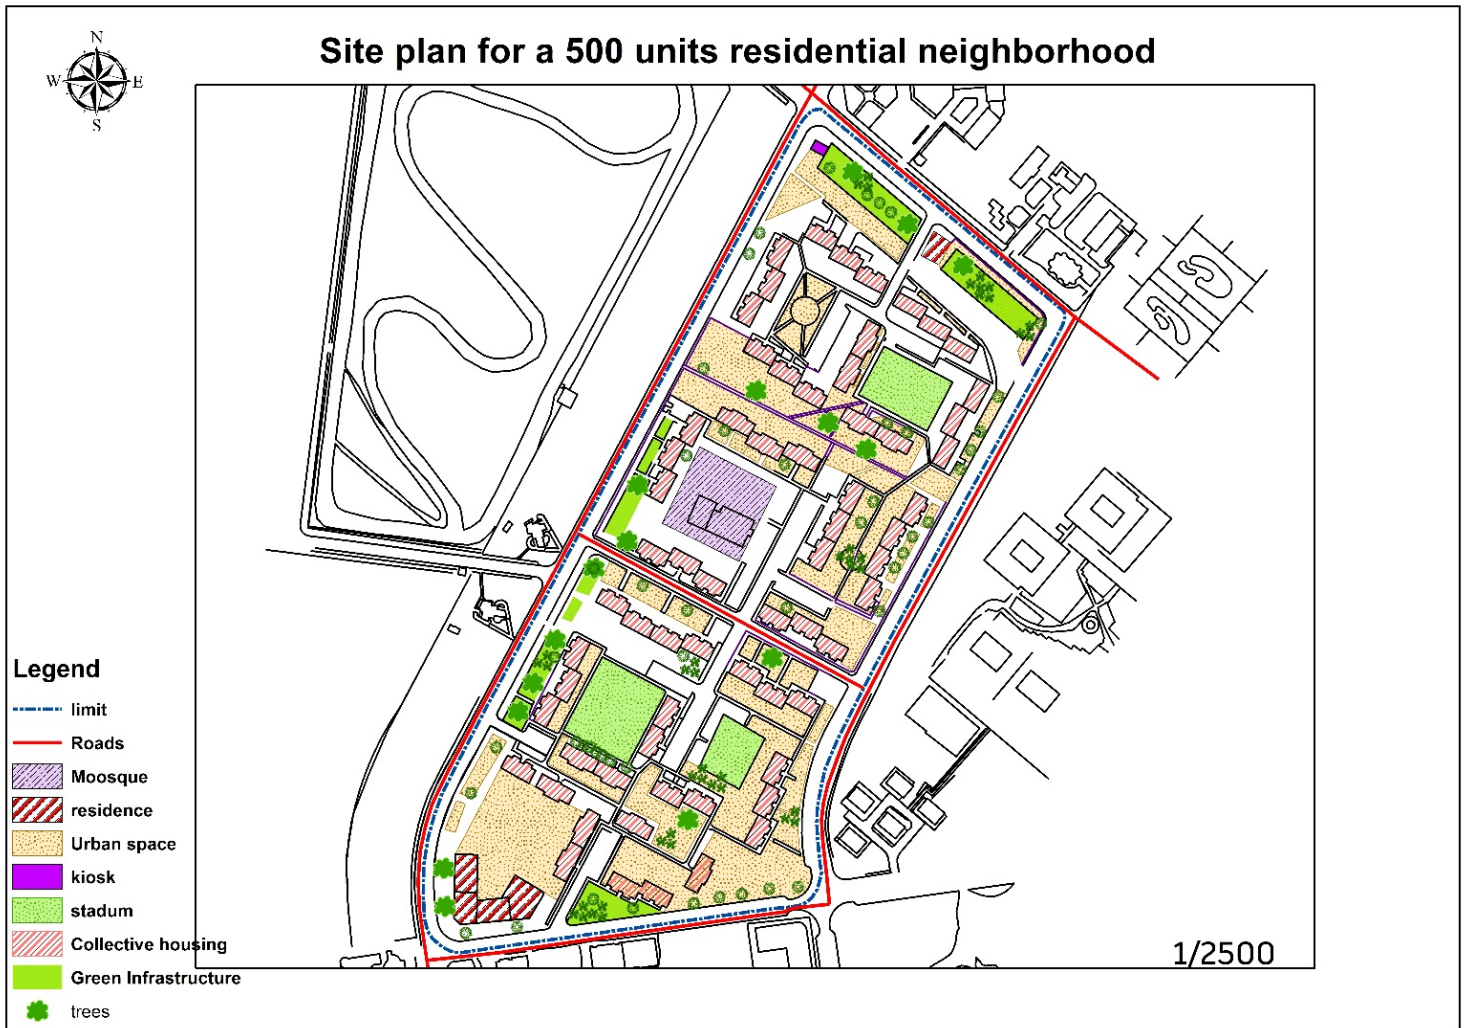 Site plan for a 500 units residential neighborhood
N
W E
S
Legend
limit
Roads
Moosque
residence
Urban space
kiosk
stadum
Collective housing
Green Infrastructure
trees
1/2500